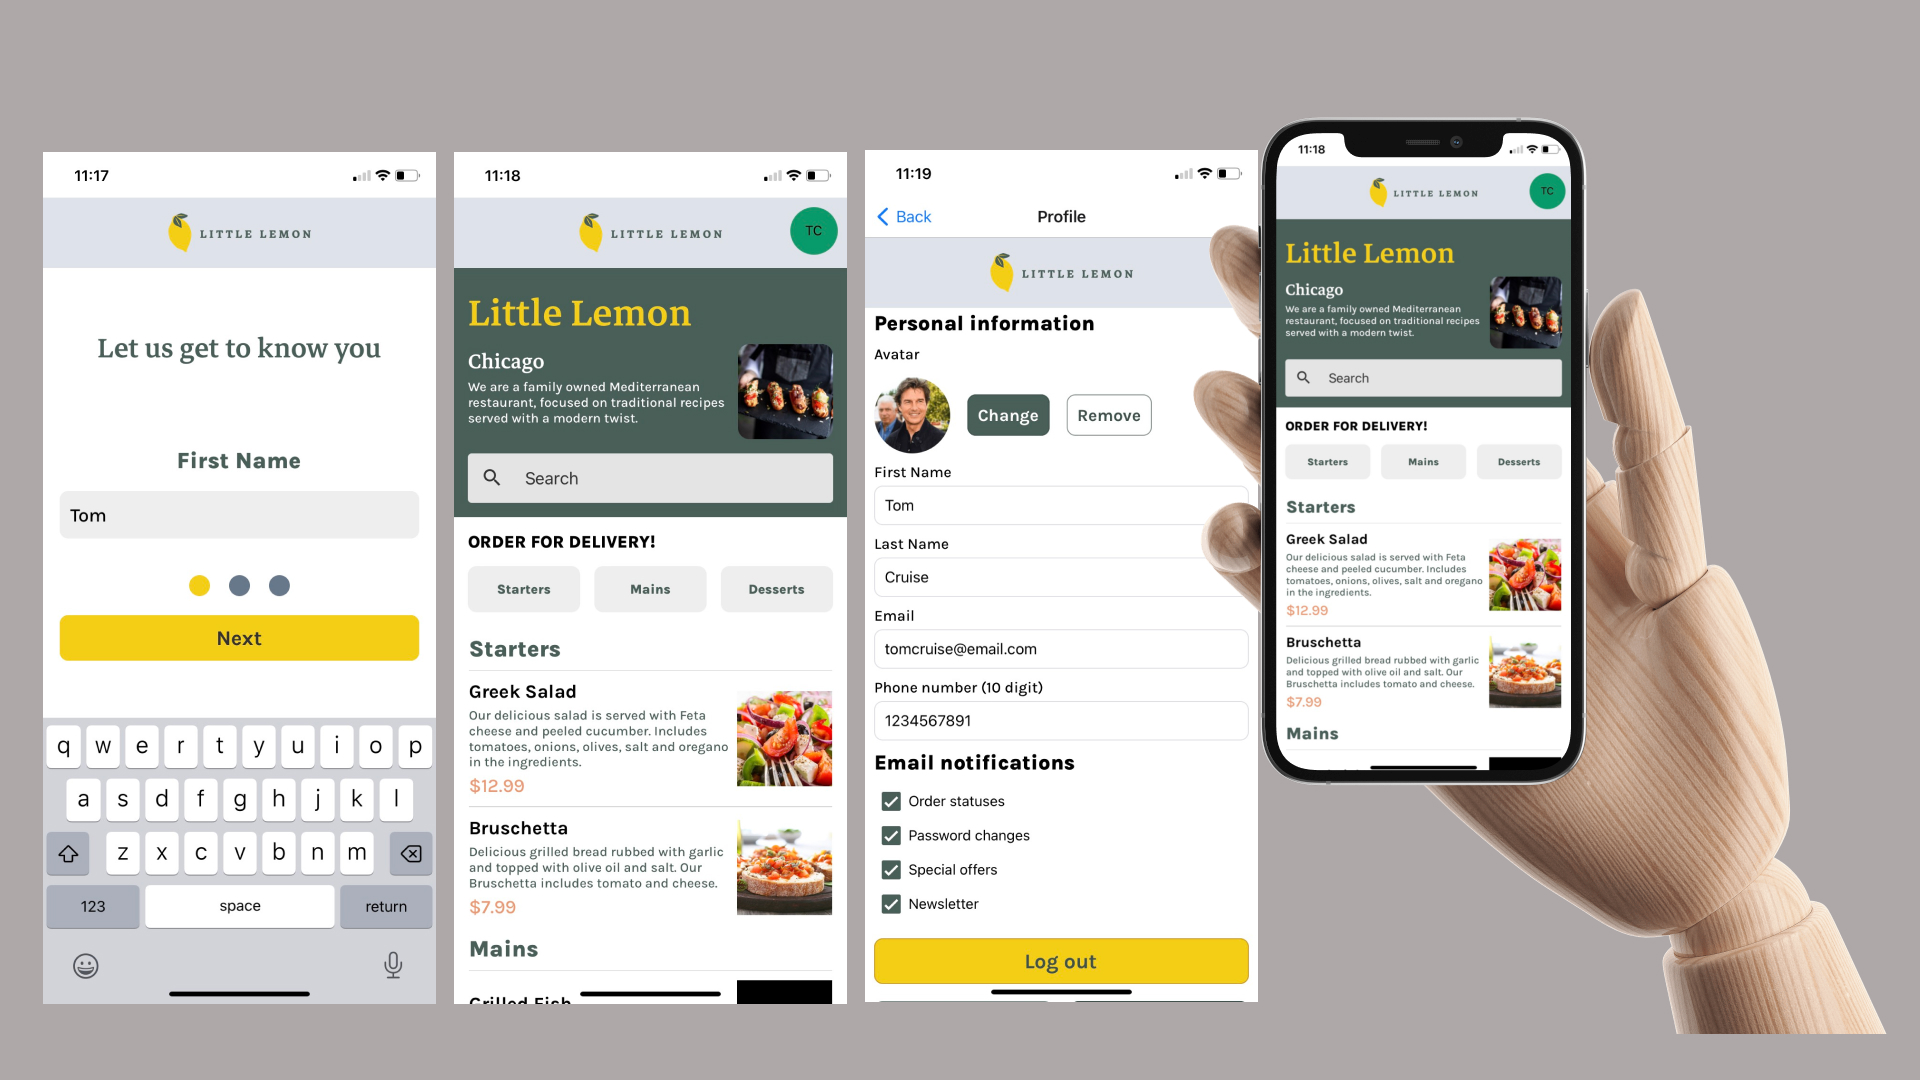 11:17
LITTLE LEMON
Let us get to know you
First Name
Tom
Next
q w e r t y u i o p
a s d f g h j k l
z x c v b n m
123 space return
11:18
LITTLE LEMON
TC
Little Lemon
Chicago
We are a family owned Mediterranean
restaurant, focused on traditional recipes
served with a modern twist.
Search
ORDER FOR DELIVERY!
Starters Mains Desserts
Starters
Greek Salad
Our delicious salad is served with Feta
cheese and peeled cucumber. Includes
tomatoes, onions, olives, salt and oregano
in the ingredients.
$12.99
Bruschetta
Delicious grilled bread rubbed with garlic
and topped with olive oil and salt. Our
Bruschetta includes tomato and cheese.
$7.99
Mains
Grilled Fish
11:19
Back Profile
LITTLE LEMON
Personal information
Avatar
Change Remove
First Name
Tom
Last Name
Cruise
Email
tomcruise@email.com
Phone number (10 digit)
1234567891
Email notifications
Order statuses
Password changes
Special offers
Newsletter
Log out
11:18
LITTLE LEMON
TC
Little Lemon
Chicago
We are a family owned Mediterranean
restaurant, focused on traditional recipes
served with a modern twist.
Search
ORDER FOR DELIVERY!
Starters Mains Desserts
Starters
Greek Salad
Our delicious salad is served with Feta
cheese and peeled cucumber. Includes
tomatoes, onions, olives, salt and oregano
in the ingredients.
$12.99
Bruschetta
Delicious grilled bread rubbed with garlic
and topped with olive oil and salt. Our
Bruschetta includes tomato and cheese.
$7.99
Mains